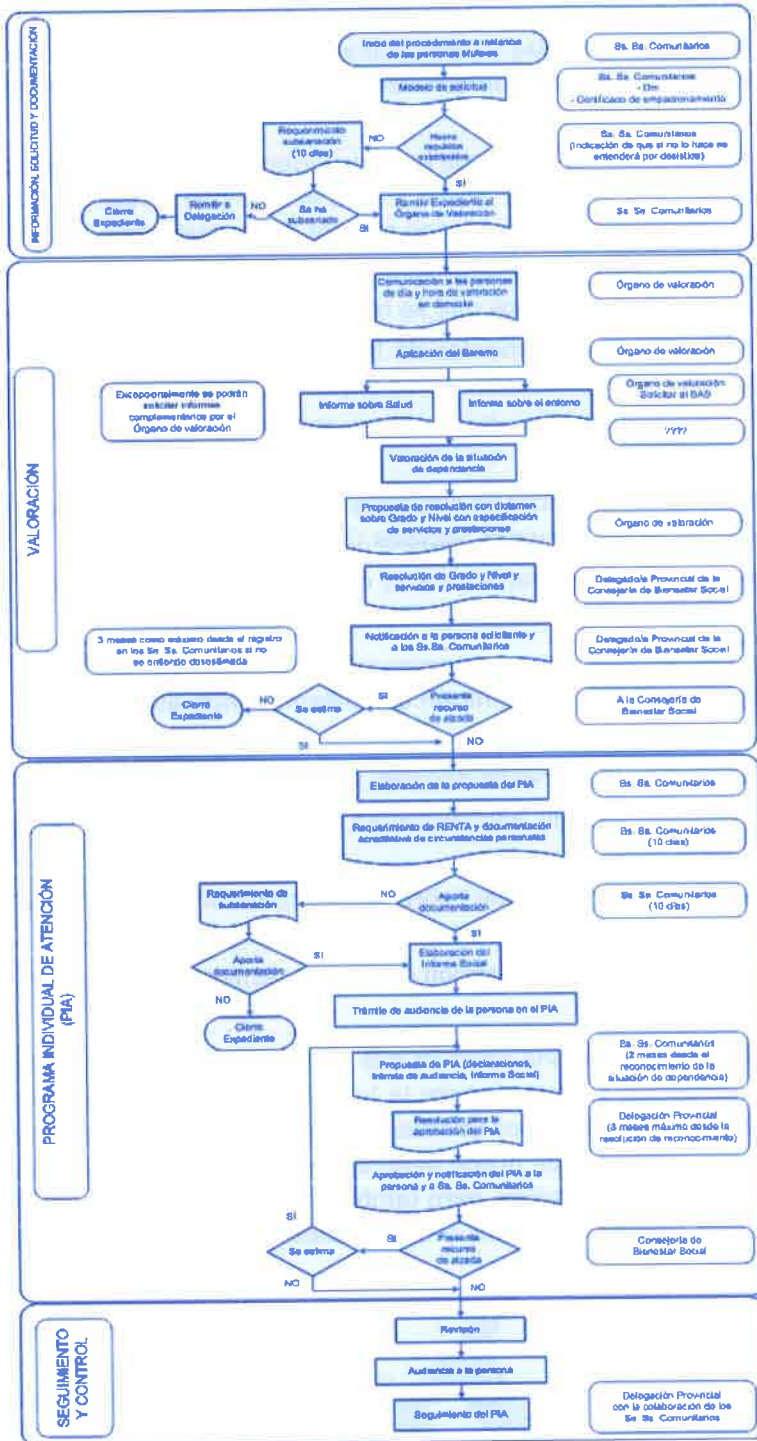 INFORMACIÓN, SOLICITUD Y DOCUMENTACIÓN
Inicio del procedimiento a instancia
de las personas titulares
Ss. Ss. Comunitarios
Modelo de solicitud
Ss. Ss. Comunitarios
- Dni
- Certificado de empadronamiento
Requerimiento
subsanación
(10 días)
NO
Reúne
requisitos
Ss. Ss. Comunitarios
(indicación de que si no lo hace se
entenderá por desistido)
SI
Cierre
Expediente
Remitir a
Delegación
NO
Se ha
subsanado
SI
Remitir Expediente al
Órgano de Valoración
Ss. Ss. Comunitarios
VALORACIÓN
Comunicación a las personas
de día y hora de valoración
en domicilio
Órgano de valoración
Aplicación del Baremo
Órgano de valoración
Excepcionalmente se podrán
solicitar informes
complementarios por el
Órgano de valoración
Informe sobre Salud
Informe sobre el entorno
Órgano de valoración
Solicitar al SAS
????
Valoración de la situación
de dependencia
Propuesta de resolución con dictamen
sobre Grado y Nivel con especificación
de servicios y prestaciones
Órgano de valoración
Resolución de Grado y Nivel y
servicios y prestaciones
Delegado/a Provincial de la
Consejería de Bienestar Social
3 meses como máximo desde el registro
en los Ss. Ss. Comunitarios si no
se entiende desestimada
Notificación a la persona solicitante y
a los Ss.Ss. Comunitarios
Delegado/a Provincial de la
Consejería de Bienestar Social
Cierre
Expediente
NO
Se estima
SI
Presenta
recurso
de alzada
A la Consejería de
Bienestar Social
SI
NO
PROGRAMA INDIVIDUAL DE ATENCIÓN
(PIA)
Elaboración de la propuesta del PIA
Ss. Ss. Comunitarios
Requerimiento de RENTA y documentación
acreditativa de circunstancias personales
Ss. Ss. Comunitarios
(10 días)
Requerimiento de
subsanación
NO
Aporta
documentación
Ss. Ss. Comunitarios
(10 días)
SI
Aporta
documentación
SI
Elaboración del
Informe Social
NO
Cierre
Expediente
Trámite de audiencia de la persona en el PIA
Propuesta de PIA (declaraciones,
trámite de audiencia, Informe Social)
Ss. Ss. Comunitarios
(2 meses desde el
reconocimiento de la
situación de dependencia)
Resolución para la
aprobación del PIA
Delegación Provincial
(3 meses máximo desde la
resolución de reconocimiento)
Aprobación y notificación del PIA a la
persona y a Ss. Ss. Comunitarios
SI
Se estima
SI
Presenta
recurso
de alzada
Consejería de
Bienestar Social
NO
NO
SEGUIMIENTO
Y CONTROL
Revisión
Audiencia a la persona
Seguimiento del PIA
Delegación Provincial
con la colaboración de los
Ss. Ss. Comunitarios